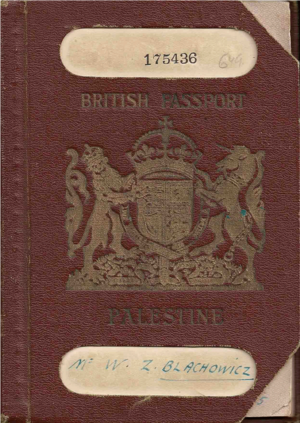 175436
BRITISH PASSPORT
PALESTINE
Mr W. Z. BLACHOWICZ